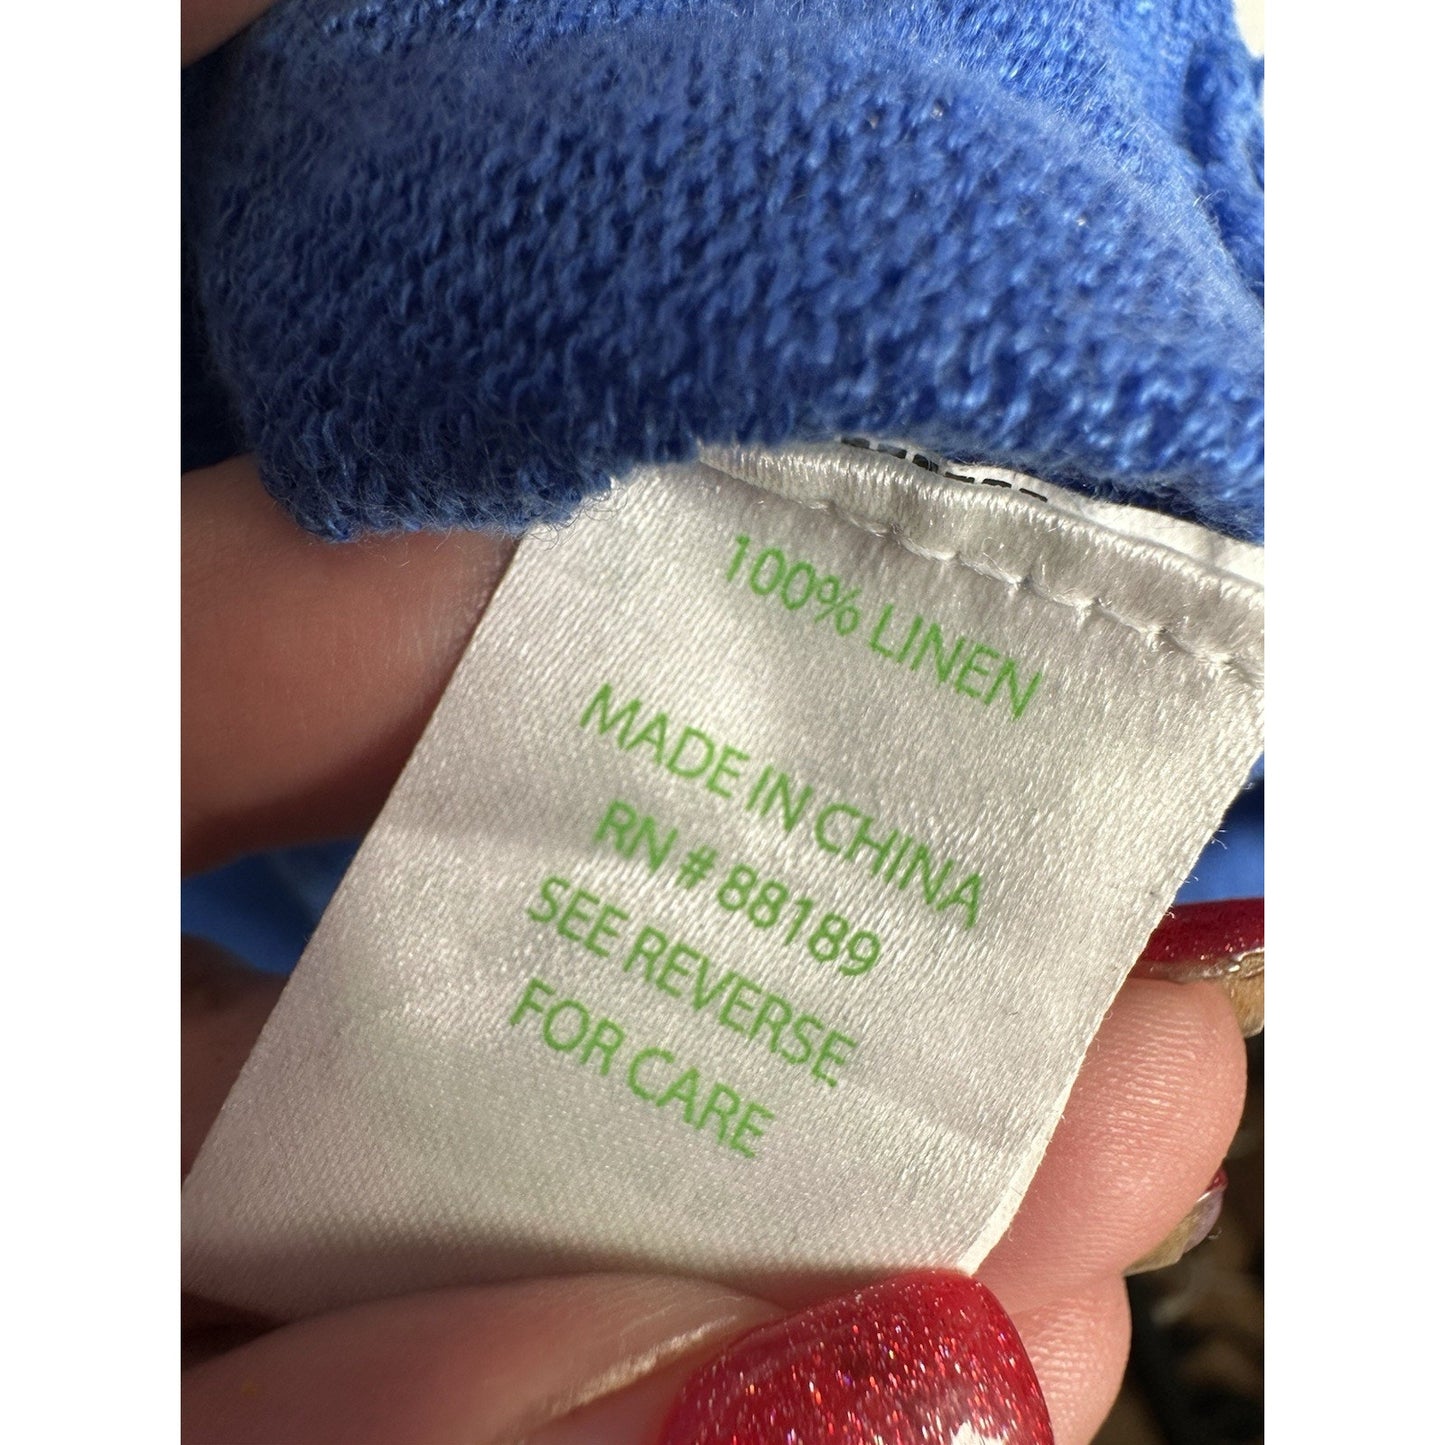 100% LINEN
MADE IN CHINA
RN # 88189
SEE REVERSE
FOR CARE